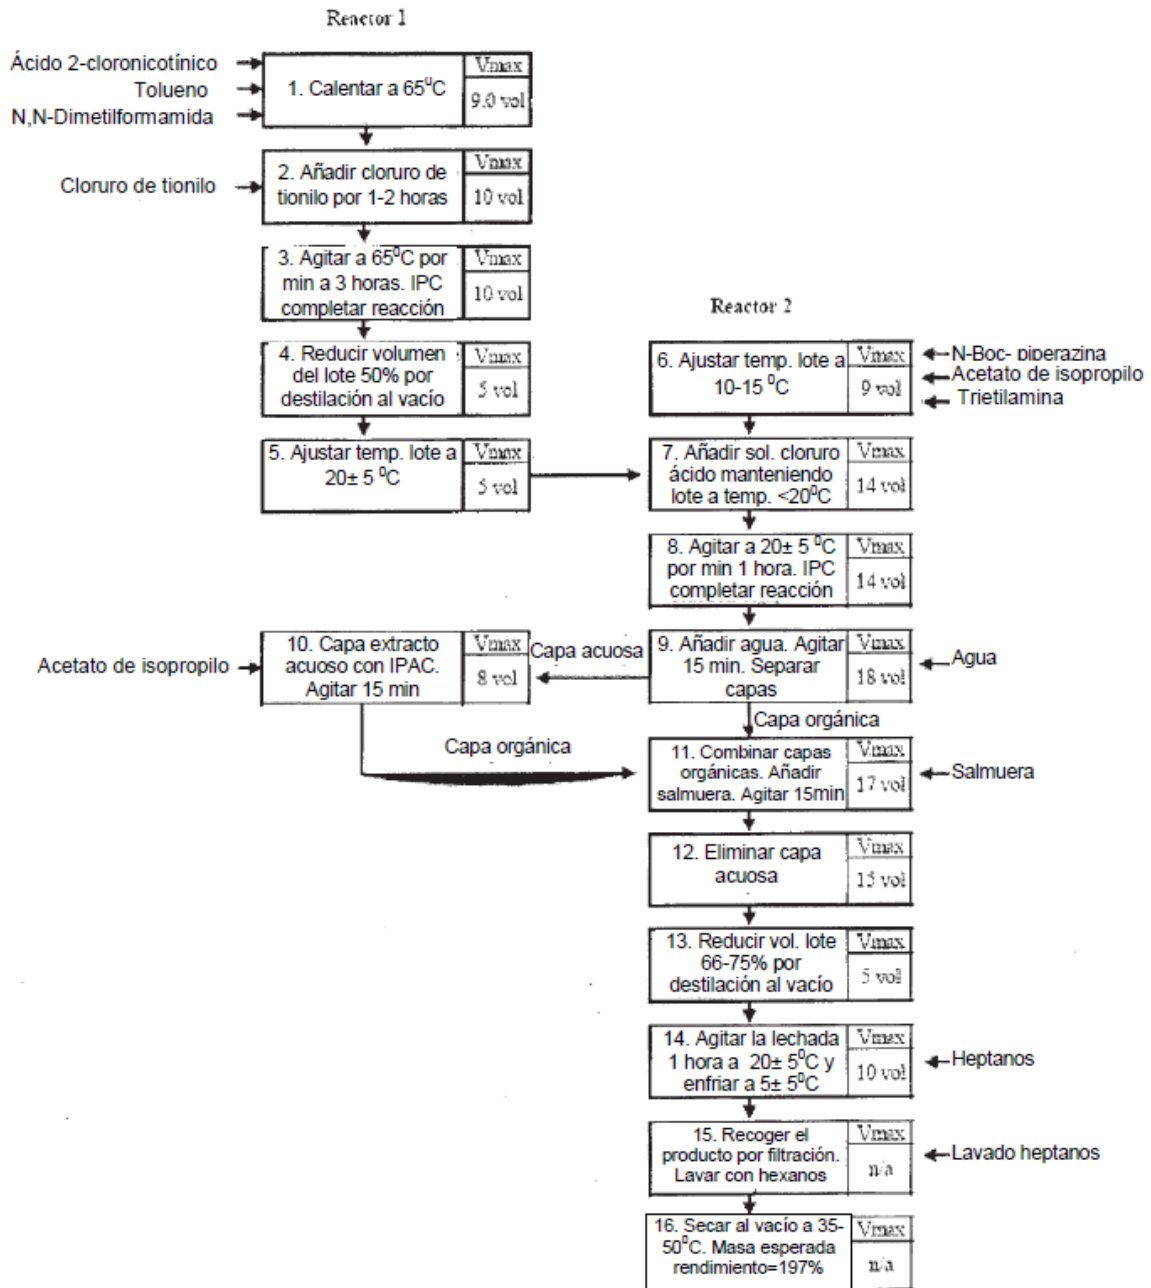 Reactor 1
Ácido 2-cloronicotínico
Tolueno
N,N-Dimetilformamida
1. Calentar a 65⁰C
Vmax
9.0 vol
Cloruro de tionilo
2. Añadir cloruro de
tionilo por 1-2 horas
Vmax
10 vol
3. Agitar a 65⁰C por
min a 3 horas. IPC
completar reacción
Vmax
10 vol
4. Reducir volumen
del lote 50% por
destilación al vacío
Vmax
5 vol
5. Ajustar temp. lote a
20± 5 ⁰C
Vmax
5 vol
Reactor 2
6. Ajustar temp. lote a
10-15 ⁰C
Vmax
9 vol
N-Boc- piperazina
Acetato de isopropilo
Trietilamina
7. Añadir sol. cloruro
ácido manteniendo
lote a temp. <20⁰C
Vmax
14 vol
8. Agitar a 20± 5 ⁰C
por min 1 hora. IPC
completar reacción
Vmax
14 vol
9. Añadir agua. Agitar
15 min. Separar
capas
Vmax
18 vol
Agua
Capa acuosa
Acetato de isopropilo
10. Capa extracto
acuoso con IPAC.
Agitar 15 min
Vmax
8 vol
Capa orgánica
Capa orgánica
11. Combinar capas
orgánicas. Añadir
salmuera. Agitar 15min
Vmax
17 vol
Salmuera
12. Eliminar capa
acuosa
Vmax
15 vol
13. Reducir vol. lote
66-75% por
destilación al vacío
Vmax
5 vol
14. Agitar la lechada
1 hora a 20± 5⁰C y
enfriar a 5± 5⁰C
Vmax
10 vol
Heptanos
15. Recoger el
producto por filtración.
Lavar con hexanos
Vmax
n/a
Lavado heptanos
16. Secar al vacío a 35-
50⁰C. Masa esperada
rendimiento=197%
Vmax
n/a